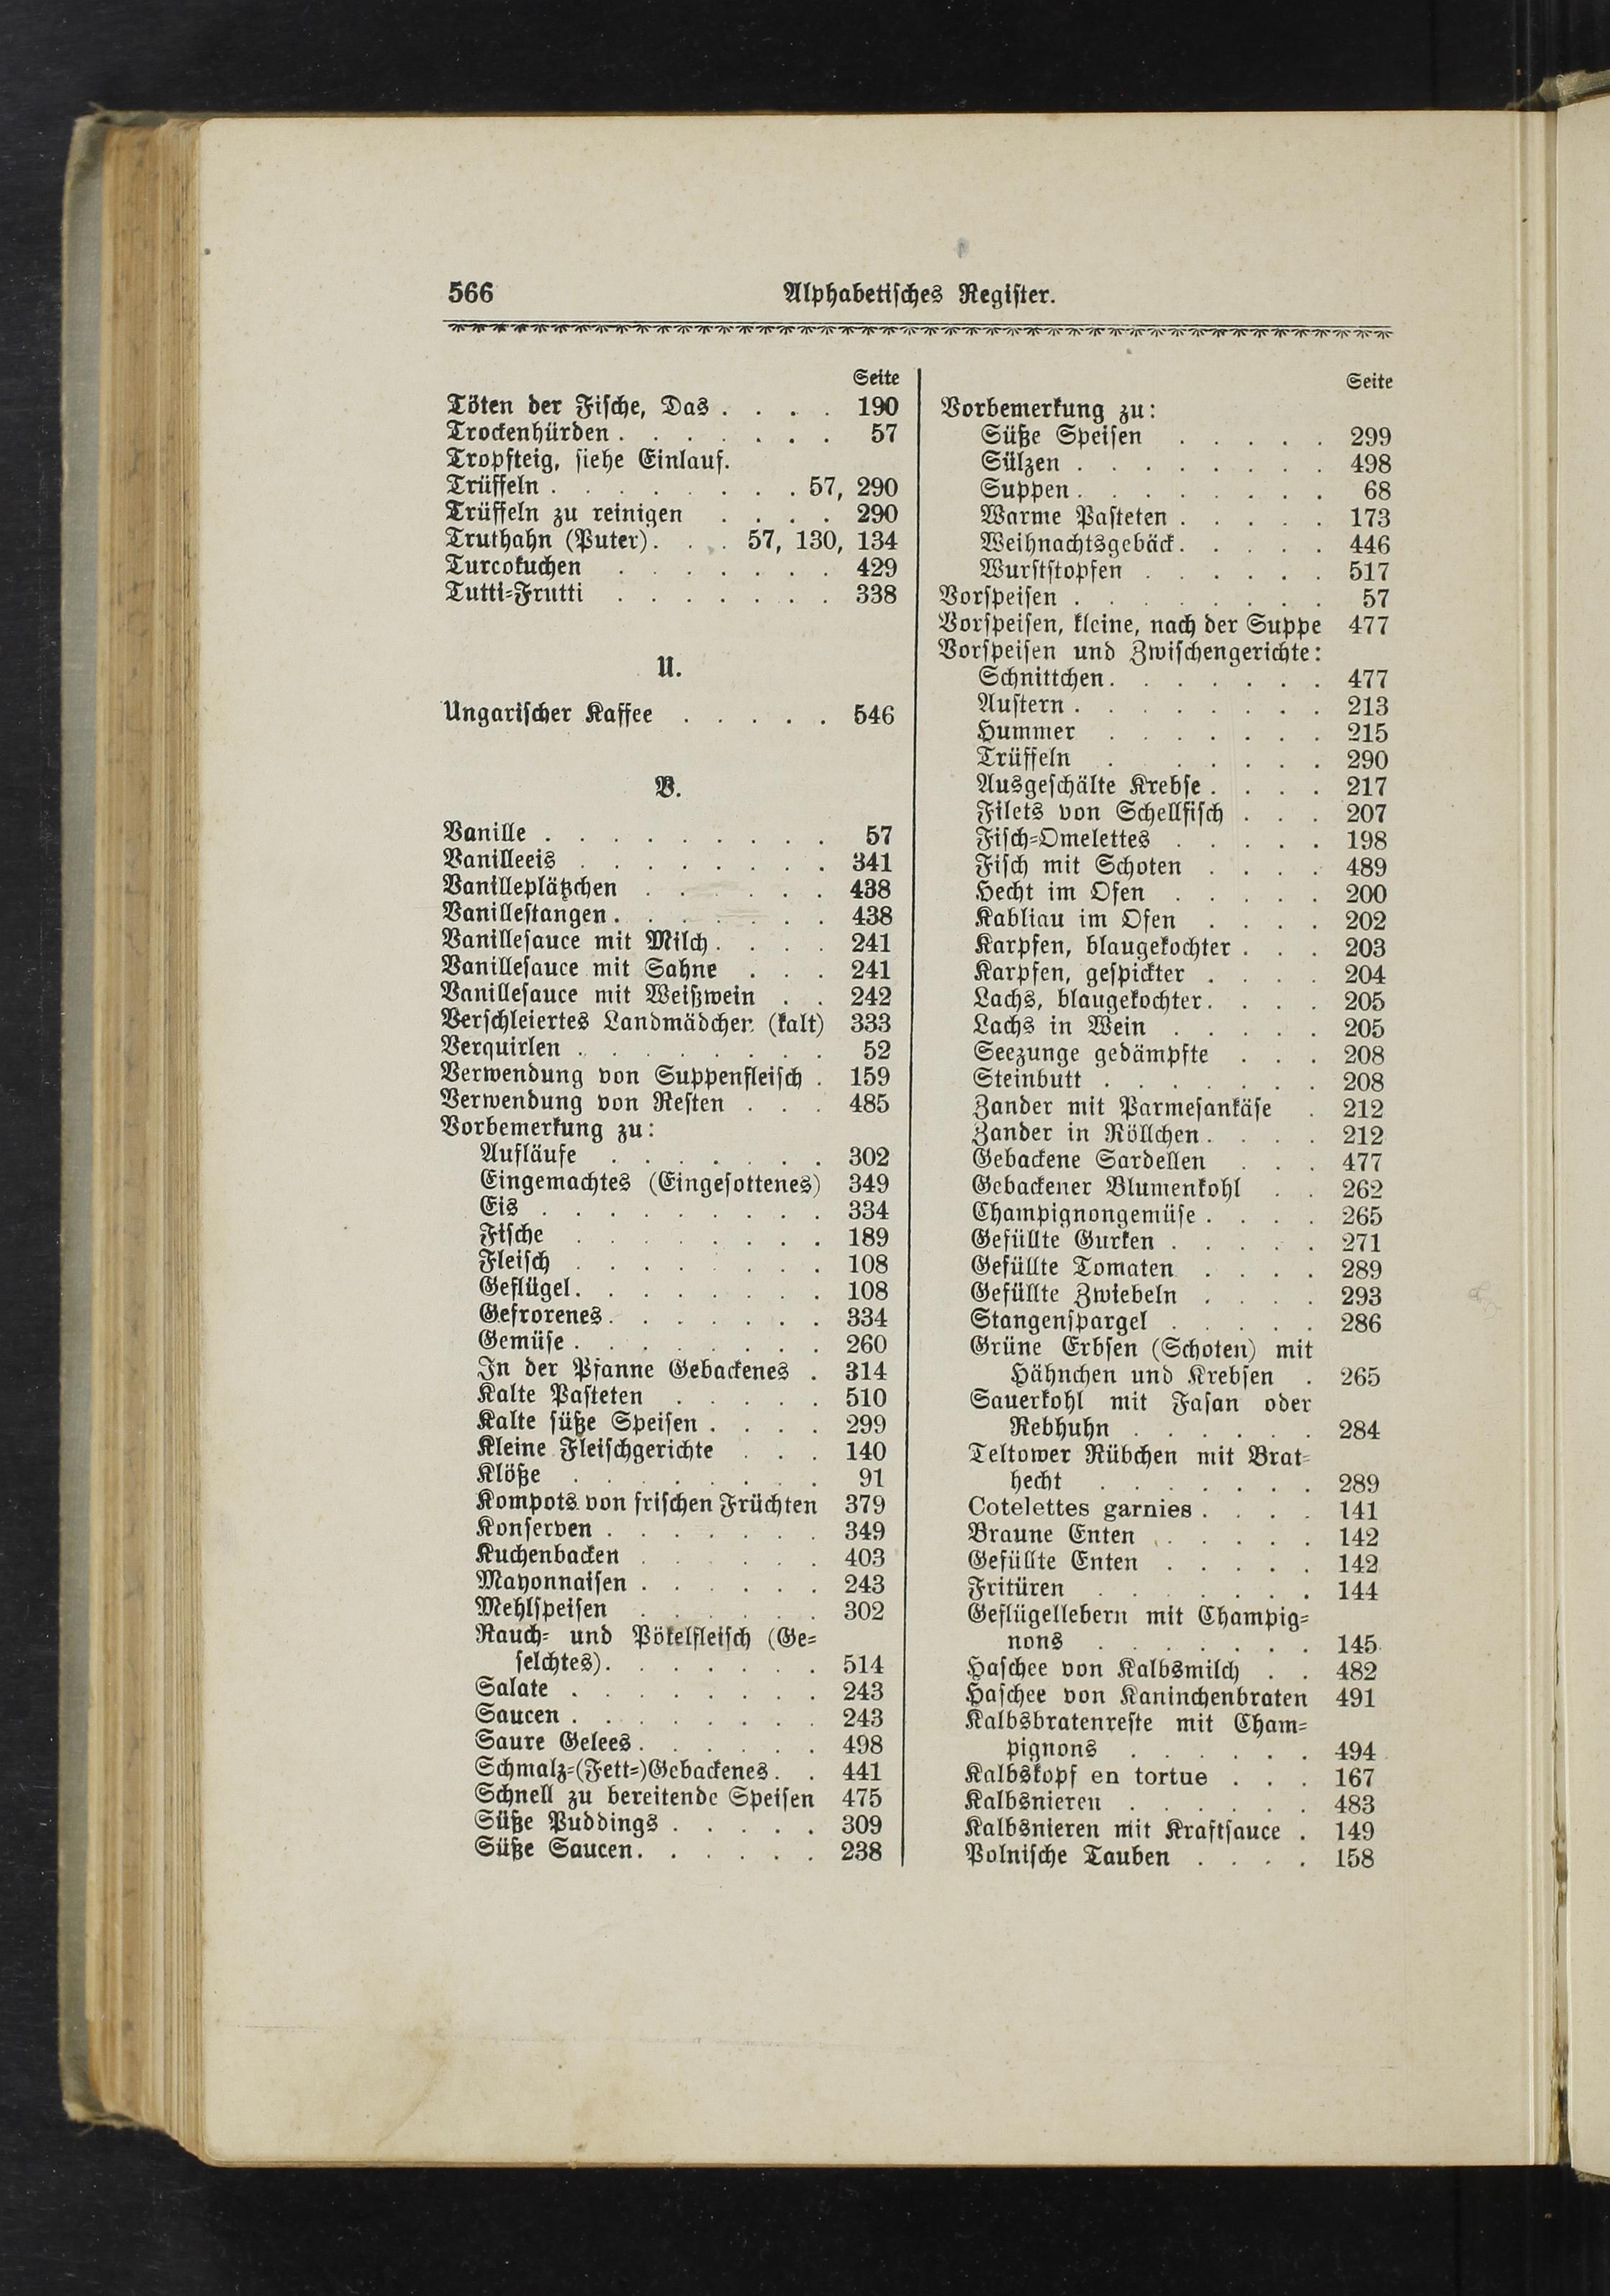 566 Alphabetisches Register.
Seite
Töten der Fische, Das . . . . 190
Trockenhürden . . . . . . . 57
Tropfteig, siehe Einlauf.
Trüffeln . . . . . . . . . 57, 290
Trüffeln zu reinigen . . . . 290
Truthahn (Puter) . . . 57, 130, 134
Turcokuchen . . . . . . . 429
Tutti-Frutti . . . . . . . 338
U.
Ungarischer Kaffee . . . . . 546
V.
Vanille . . . . . . . . . 57
Vanilleeis . . . . . . . . 341
Vanilleplätzchen . . . . . . 438
Vanillestangen . . . . . . . 438
Vanillesauce mit Milch . . . . 241
Vanillesauce mit Sahne . . . 241
Vanillesauce mit Weißwein . . 242
Verschleiertes Landmädchen (kalt) 333
Verquirlen . . . . . . . . 52
Verwendung von Suppenfleisch . 159
Verwendung von Resten . . . 485
Vorbemerkung zu:
Aufläufe . . . . . . . 302
Eingemachtes (Eingesottenes) 349
Eis . . . . . . . . . 334
Fische . . . . . . . . 189
Fleisch . . . . . . . . 108
Geflügel . . . . . . . . 108
Gefrorenes . . . . . . . 334
Gemüse . . . . . . . . 260
In der Pfanne Gebackenes . 314
Kalte Pasteten . . . . . 510
Kalte süße Speisen . . . . 299
Kleine Fleischgerichte . . . 140
Klöße . . . . . . . . 91
Kompots von frischen Früchten 379
Konserven . . . . . . . 349
Kuchenbacken . . . . . . 403
Mayonnaisen . . . . . . 243
Mehlspeisen . . . . . . 302
Rauch- und Pökelfleisch (Ge-
selchtes) . . . . . . . 514
Salate . . . . . . . . 243
Saucen . . . . . . . . 243
Saure Gelees . . . . . . 498
Schmalz-(Fett-)Gebackenes . . 441
Schnell zu bereitende Speisen 475
Süße Puddings . . . . . 309
Süße Saucen . . . . . . 238
Seite
Vorbemerkung zu:
Süße Speisen . . . . . 299
Sülzen . . . . . . . . 498
Suppen . . . . . . . . 68
Warme Pasteten . . . . . 173
Weihnachtsgebäck . . . . . 446
Wurststopfen . . . . . . 517
Vorspeisen . . . . . . . . 57
Vorspeisen, kleine, nach der Suppe 477
Vorspeisen und Zwischengerichte:
Schnittchen . . . . . . . 477
Austern . . . . . . . . 213
Hummer . . . . . . . 215
Trüffeln . . . . . . . 290
Ausgeschälte Krebse . . . . 217
Filets von Schellfisch . . . 207
Fisch-Omelettes . . . . . 198
Fisch mit Schoten . . . . 489
Hecht im Ofen . . . . . 200
Kabliau im Ofen . . . . 202
Karpfen, blaugekochter . . . 203
Karpfen, gespickter . . . . 204
Lachs, blaugekochter . . . . 205
Lachs in Wein . . . . . 205
Seezunge gedämpfte . . . 208
Steinbutt . . . . . . . 208
Zander mit Parmesankäse . 212
Zander in Röllchen . . . . 212
Gebackene Sardellen . . . 477
Gebackener Blumenkohl . . 262
Champignongemüse . . . . 265
Gefüllte Gurken . . . . . 271
Gefüllte Tomaten . . . . 289
Gefüllte Zwiebeln . . . . 293
Stangenspargel . . . . . 286
Grüne Erbsen (Schoten) mit
Hähnchen und Krebsen . 265
Sauerkohl mit Fasan oder
Rebhuhn . . . . . . 284
Teltower Rübchen mit Brat-
hecht . . . . . . . 289
Cotelettes garnies . . . . 141
Braune Enten . . . . . 142
Gefüllte Enten . . . . . 142
Fritüren . . . . . . . 144
Geflügellebern mit Champig-
nons . . . . . . . 145
Haschee von Kalbsmilch . . 482
Haschee von Kaninchenbraten 491
Kalbsbratenreste mit Cham-
pignons . . . . . . 494
Kalbskopf en tortue . . . 167
Kalbsnieren . . . . . . 483
Kalbsnieren mit Kraftsauce . 149
Polnische Tauben . . . . 158